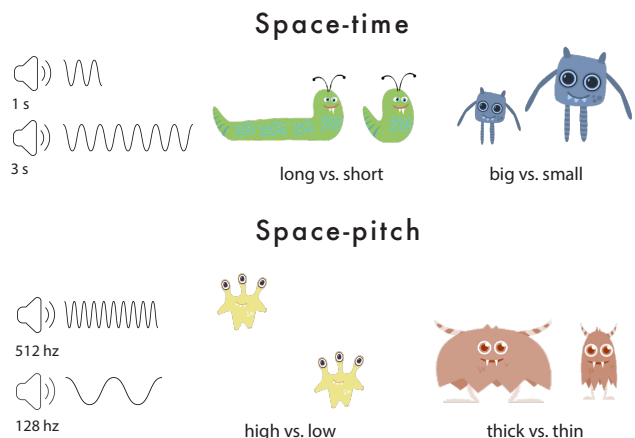 Space-time
1 s
3 s
long vs. short
big vs. small
Space-pitch
512 hz
128 hz
high vs. low
thick vs. thin